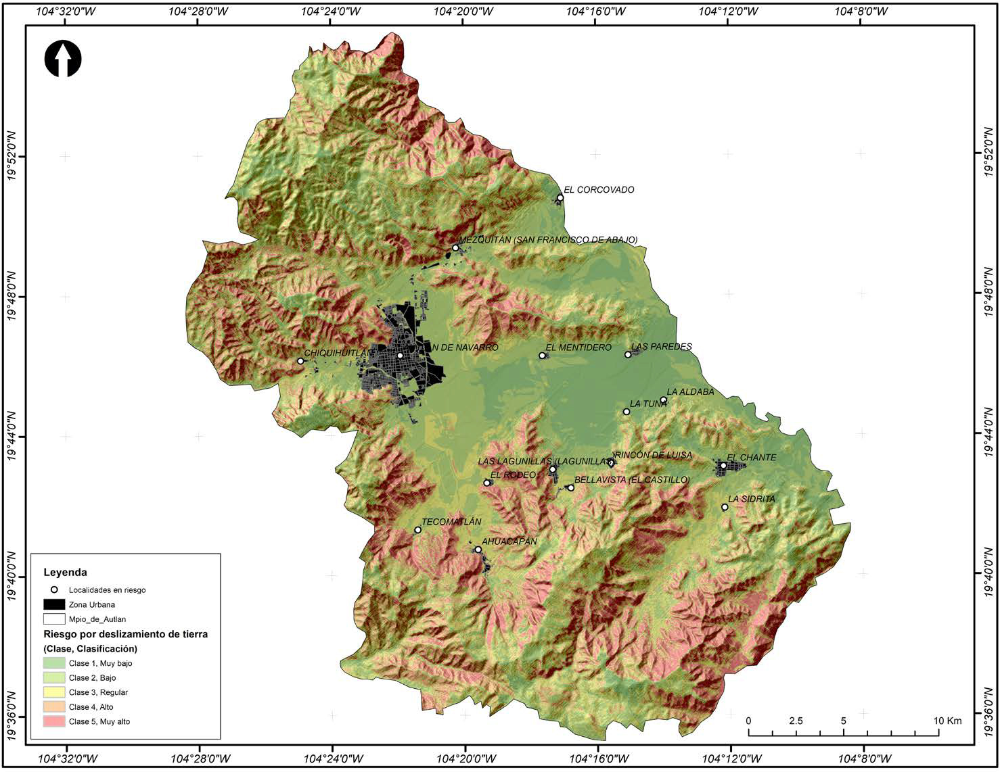 104°32'0"W 104°28'0"W 104°24'0"W 104°20'0"W 104°16'0"W 104°12'0"W 104°8'0"W
19°52'0"N 19°52'0"N
EL CORCOVADO
MEZQUITÁN (SAN FRANCISCO DE ABAJO)
19°48'0"N 19°48'0"N
CHIQUIHUITLÁN
N DE NAVARRO
EL MENTIDERO
LAS PAREDES
LA ALDABA
LA TUNA
19°44'0"N 19°44'0"N
RINCÓN DE LUISA
EL CHANTE
LAS LAGUNILLAS (LAGUNILLAS
EL RODEO
BELLAVISTA (EL CASTILLO)
LA SIDRITA
TECOMATLÁN
AHUACAPÁN
19°40'0"N 19°40'0"N
Leyenda
Localidades en riesgo
Zona Urbana
Mpio_de_Autlan
Riesgo por deslizamiento de tierra
(Clase, Clasificación)
Clase 1, Muy bajo
Clase 2, Bajo
Clase 3, Regular
Clase 4, Alto
Clase 5, Muy alto
19°36'0"N 19°36'0"N
0 2.5 5 10 Km
104°32'0"W 104°28'0"W 104°24'0"W 104°20'0"W 104°16'0"W 104°12'0"W 104°8'0"W